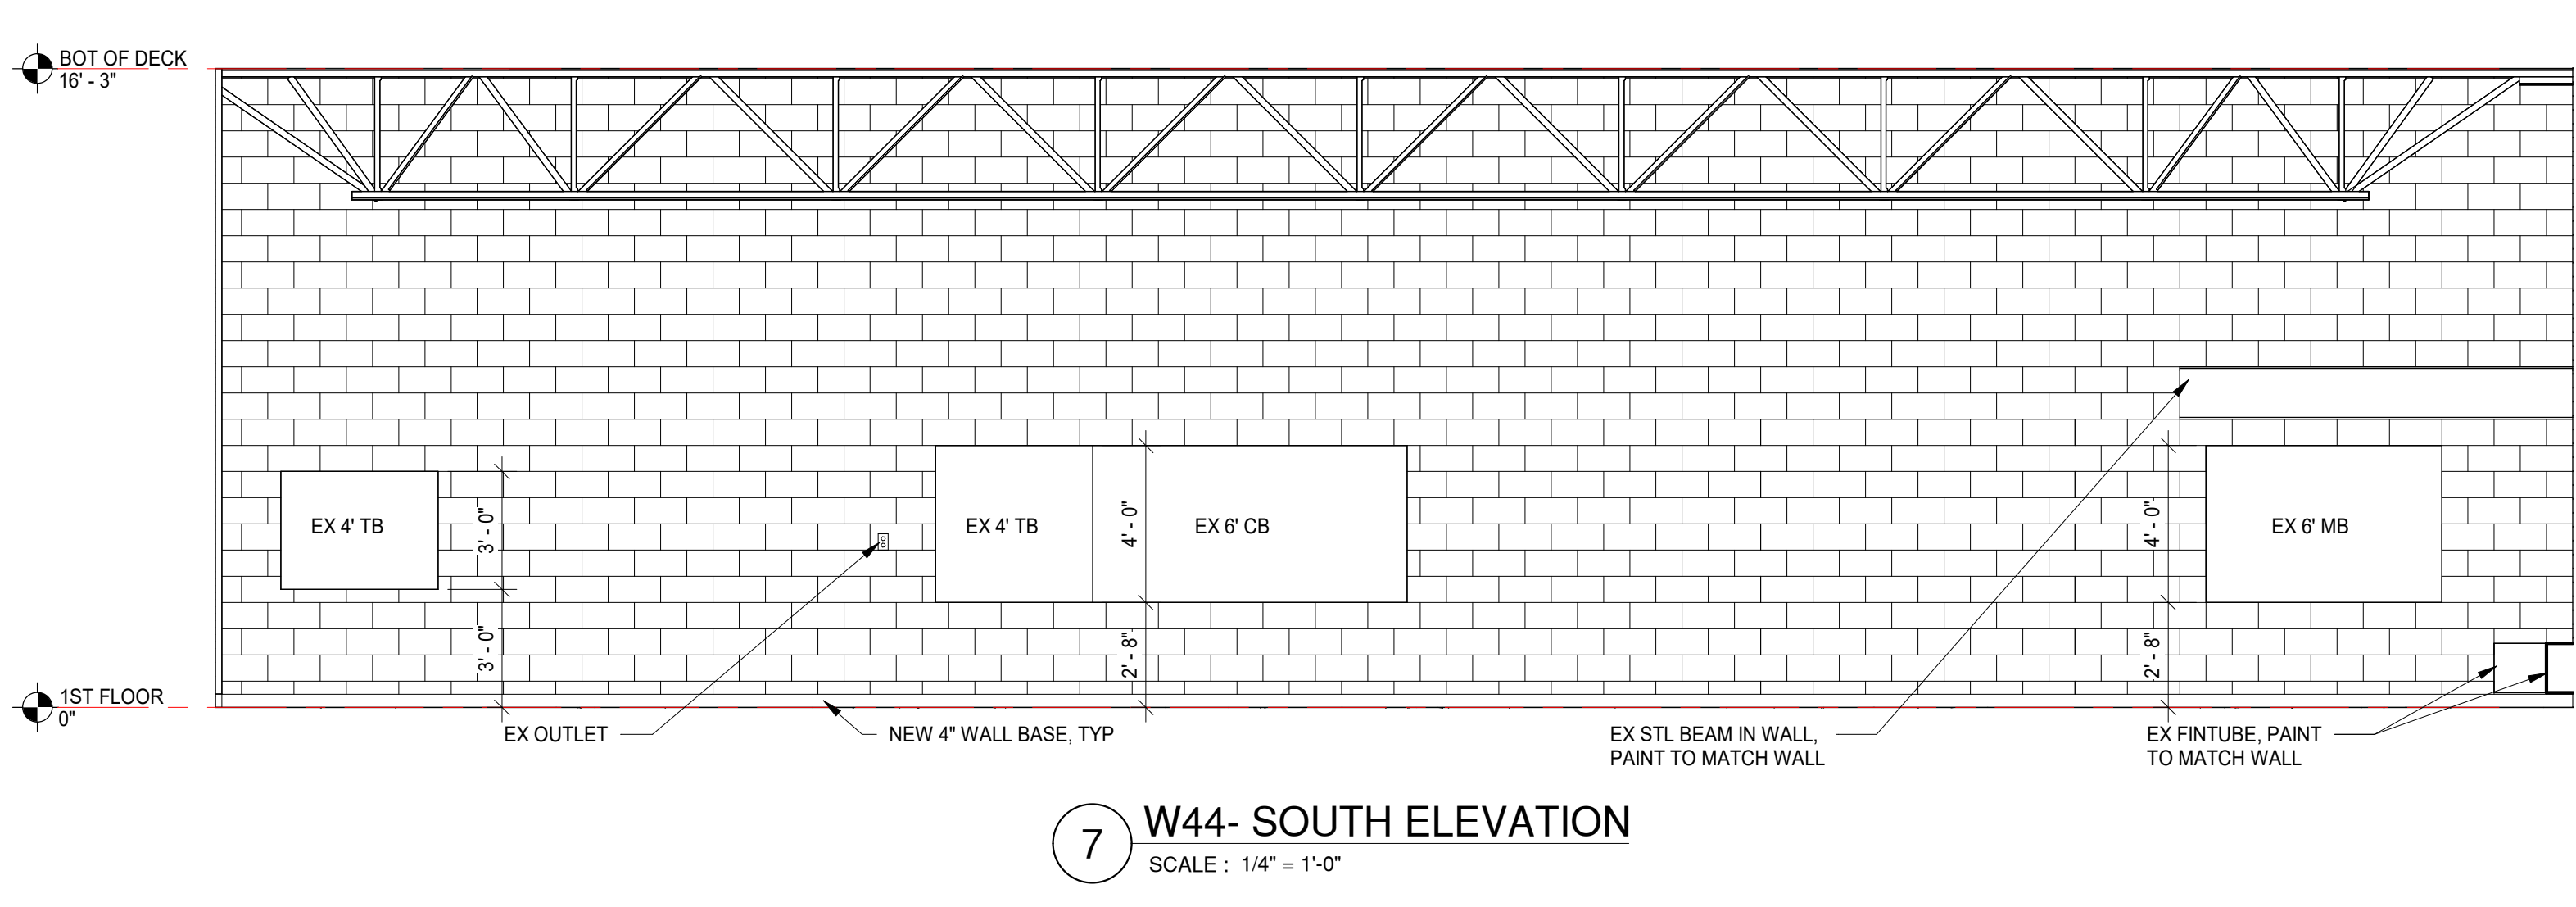 BOT OF DECK
16' - 3"
EX 4' TB
3' - 0"
3' - 0"
EX 4' TB
4' - 0"
EX 6' CB
2' - 8"
4' - 0"
EX 6' MB
2' - 8"
1ST FLOOR
0"
EX OUTLET
NEW 4" WALL BASE, TYP
EX STL BEAM IN WALL,
PAINT TO MATCH WALL
EX FINTUBE, PAINT
TO MATCH WALL
7
W44- SOUTH ELEVATION
SCALE : 1/4" = 1'-0"